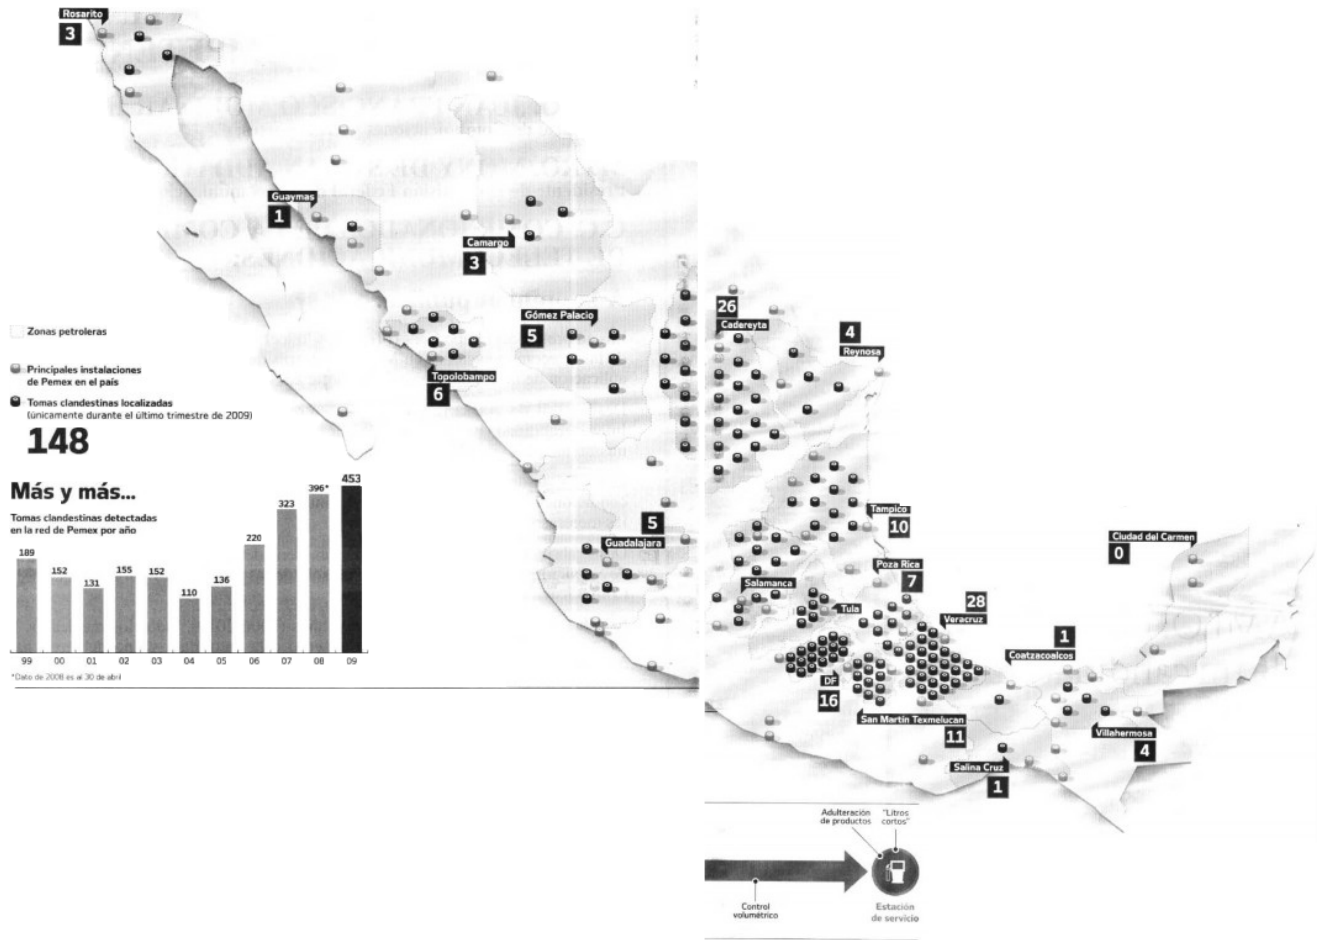 Rosarito
3
Guaymas
1
Camargo
3
Gómez Palacio
5
26
Cadereyta
4
Reynosa
Topolobampo
6
Zonas petroleras
Principales instalaciones
de Pemex en el país
Tomas clandestinas localizadas
(únicamente durante el último trimestre de 2009)
148
Más y más...
Tomas clandestinas detectadas
en la red de Pemex por año
189
152
131
155
152
110
136
220
323
396*
453
99
00
01
02
03
04
05
06
07
08
09
*Dato de 2008 es al 30 de abril
5
Guadalajara
Tampico
10
Ciudad del Carmen
0
Poza Rica
7
Salamanca
Tula
28
Veracruz
1
Coatzacoalcos
DF
16
San Martín Texmelucan
11
Villahermosa
4
Salina Cruz
1
Adulteración
de productos
"Litros
cortos"
Control
volumétrico
Estación
de servicio